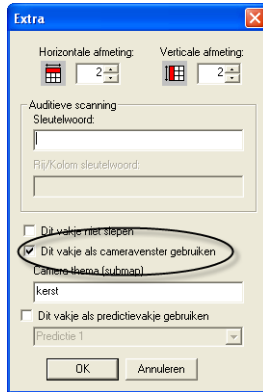 Extra
Horizontale afmeting: Verticale afmeting:
2 2
Auditieve scanning
Sleutelwoord:
Rij/Kolom sleutelwoord:
Dit vakje niet slepen
Dit vakje als cameravenster gebruiken
Camera thema (submap)
kerst
Dit vakje als predictievakje gebruiken
Predictie 1
OK Annuleren